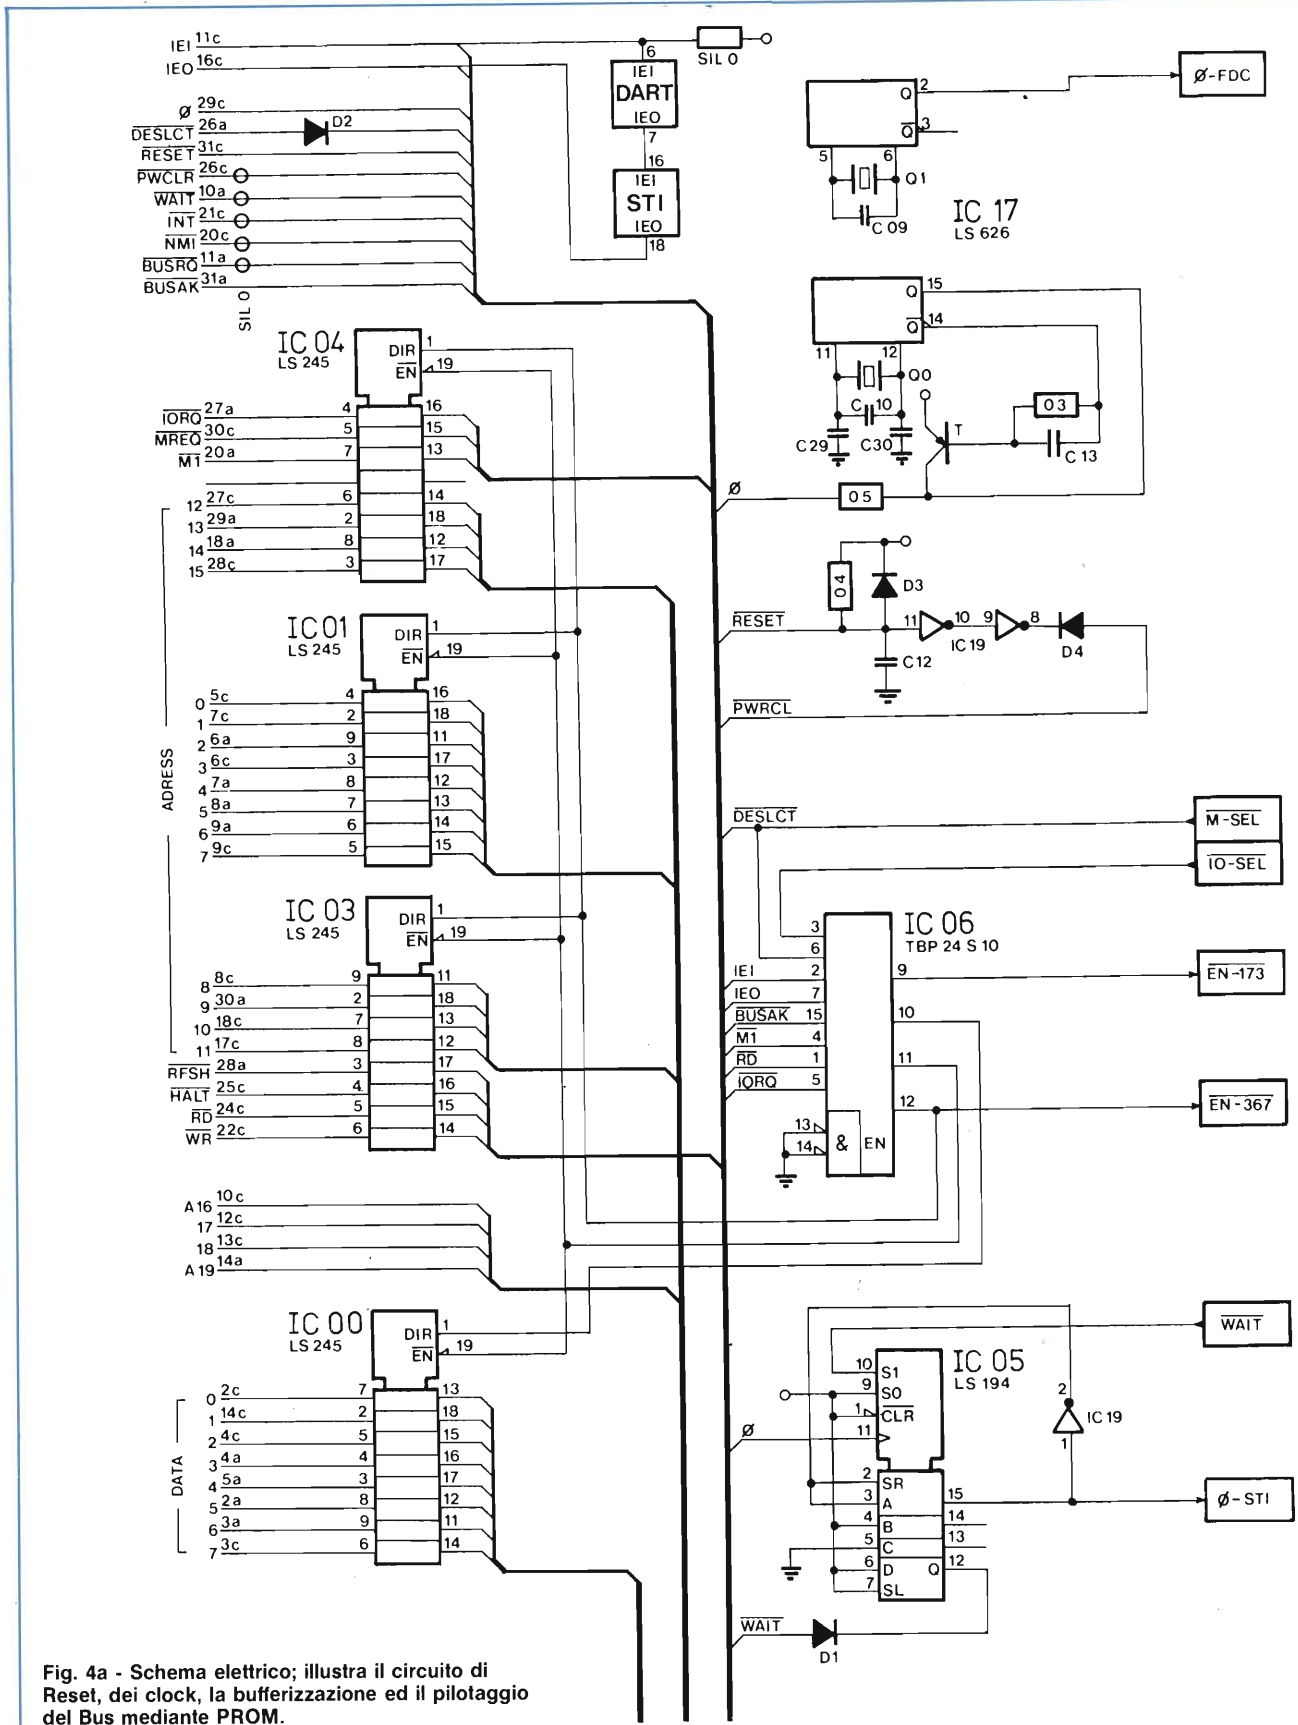 IEI 11c
IEO 16c
Ø 29c
DESLCT 26a
D2
RESET 31c
PWCLR 26c
WAIT 10a
INT 21c
NMI 20c
BUSRQ 11a
BUSAK 31a
SIL 0
6
IEI
DART
IEO
7
16
IEI
STI
IEO
18
SIL 0
Q 2
Q 3
5 6
Q1
C 09
IC 17
LS 626
Ø-FDC
Q 15
Q 14
11 12
Q0
C 10
C29 C30
T
03
C 13
Ø
05
04
D3
RESET
11 10 9 8
IC19
D4
C12
PWRCL
IC 04
LS 245
DIR 1
EN 19
IORQ 27a 4 16
MREQ 30c 5 15
M1 20a 7 13
12 27c 6 14
13 29a 2 18
14 18a 8 12
15 28c 3 17
ADRESS
IC 01
LS 245
DIR 1
EN 19
0 5c 4 16
1 7c 2 18
2 6a 9 11
3 6c 3 17
4 7a 8 12
5 8a 7 13
6 9a 6 14
7 9c 5 15
IC 03
LS 245
DIR 1
EN 19
8 8c 9 11
9 30a 2 18
10 18c 7 13
11 17c 8 12
RFSH 28a 3 17
HALT 25c 4 16
RD 24c 5 15
WR 22c 6 14
A16 10c
17 12c
18 13c
A19 14a
IC 00
LS 245
DIR 1
EN 19
DATA
0 2c 7 13
1 14c 2 18
2 4c 5 15
3 4a 4 16
4 5a 3 17
5 2a 8 12
6 3a 9 11
7 3c 6 14
DESLCT
M-SEL
IO-SEL
IC 06
TBP 24 S 10
3
6
IEI 2
IEO 7
BUSAK 15
M1 4
RD 1
IORQ 5
13
14
& EN
9
10
11
12
EN-173
EN-367
WAIT
IC 05
LS 194
10 S1
9 S0
1 CLR
Ø 11
2 SR
3 A
4 B
5 C
6 D Q
7 SL
15
14
13
12
2
IC 19
1
Ø-STI
WAIT
D1
Fig. 4a - Schema elettrico; illustra il circuito di
Reset, dei clock, la bufferizzazione ed il pilotaggio
del Bus mediante PROM.